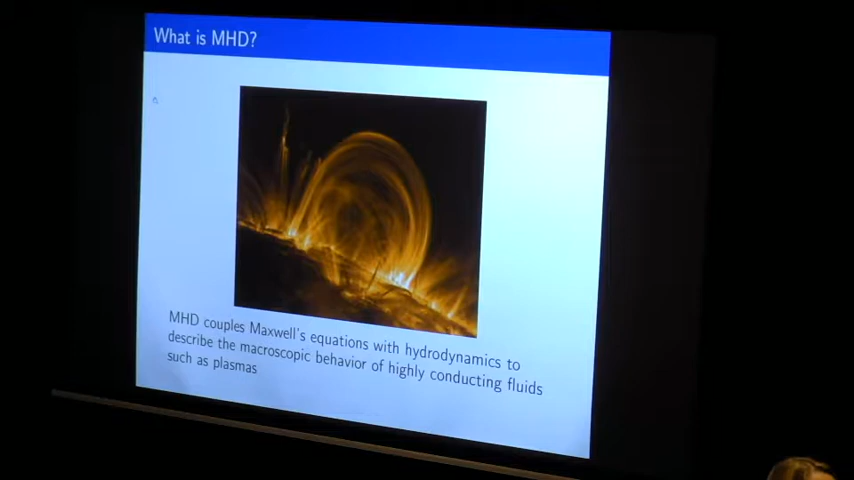 What is MHD?
MHD couples Maxwell's equations with hydrodynamics to
describe the macroscopic behavior of highly conducting fluids
such as plasmas